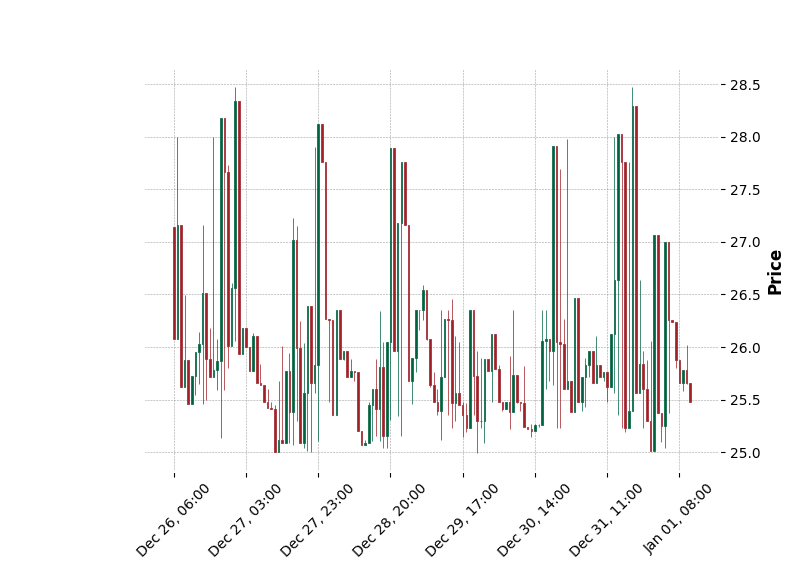 28.5
28.0
27.5
27.0
26.5
26.0
25.5
25.0
Price
Dec 26, 06:00
Dec 27, 03:00
Dec 27, 23:00
Dec 28, 20:00
Dec 29, 17:00
Dec 30, 14:00
Dec 31, 11:00
Jan 01, 08:00